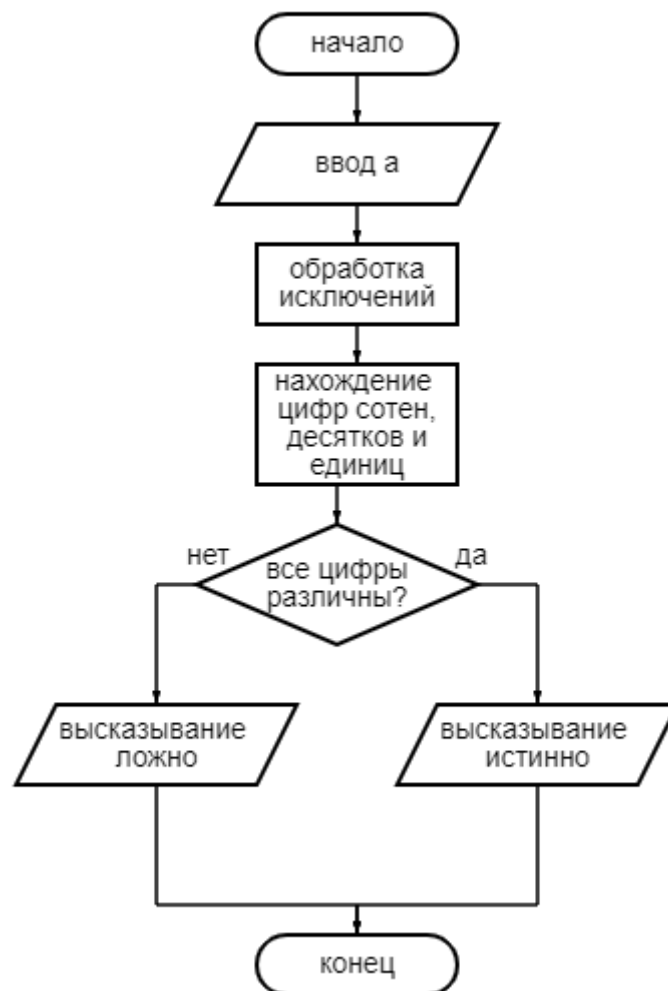 начало
ввод а
обработка
исключений
нахождение
цифр сотен,
десятков и
единиц
нет
да
все цифры
различны?
высказывание
ложно
высказывание
истинно
конец